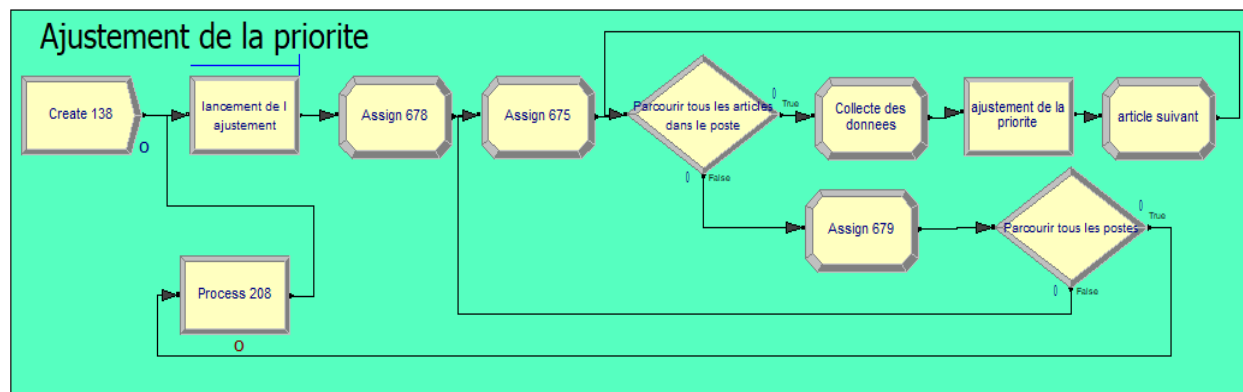 Ajustement de la priorite
Create 138
O
lancement de l
ajustement
Assign 678
Assign 675
Parcourir tous les articles
dans le poste
0
True
0
False
Collecte des
donnees
ajustement de la
priorite
article suivant
Assign 679
Parcourir tous les postes
0
True
0
False
Process 208
O